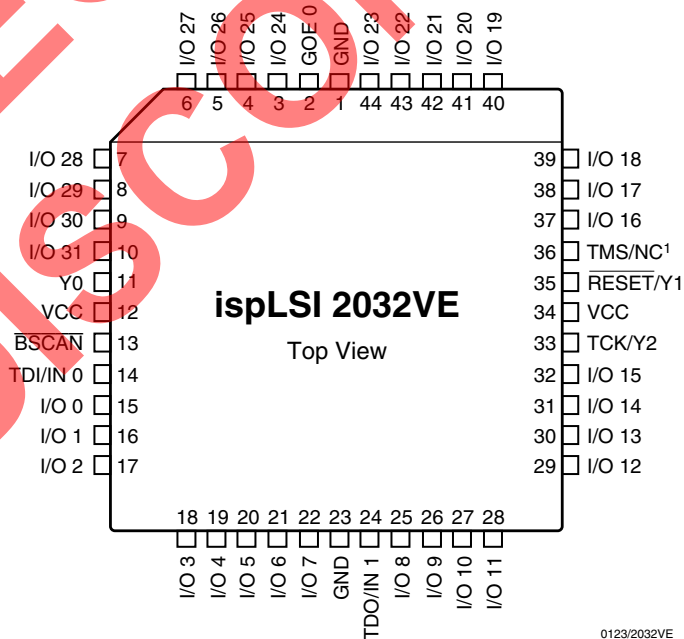 I/O 27
I/O 26
I/O 25
I/O 24
GOE 0
GND
I/O 23
I/O 22
I/O 21
I/O 20
I/O 19
6 5 4 3 2 1 44 43 42 41 40
I/O 28 7
I/O 29 8
I/O 30 9
I/O 31 10
Y0 11
VCC 12
BSCAN 13
TDI/IN 0 14
I/O 0 15
I/O 1 16
I/O 2 17
ispLSI 2032VE
Top View
39 I/O 18
38 I/O 17
37 I/O 16
36 TMS/NC¹
35 RESET/Y1
34 VCC
33 TCK/Y2
32 I/O 15
31 I/O 14
30 I/O 13
29 I/O 12
18 19 20 21 22 23 24 25 26 27 28
I/O 3
I/O 4
I/O 5
I/O 6
I/O 7
GND
TDO/IN 1
I/O 8
I/O 9
I/O 10
I/O 11
0123/2032VE